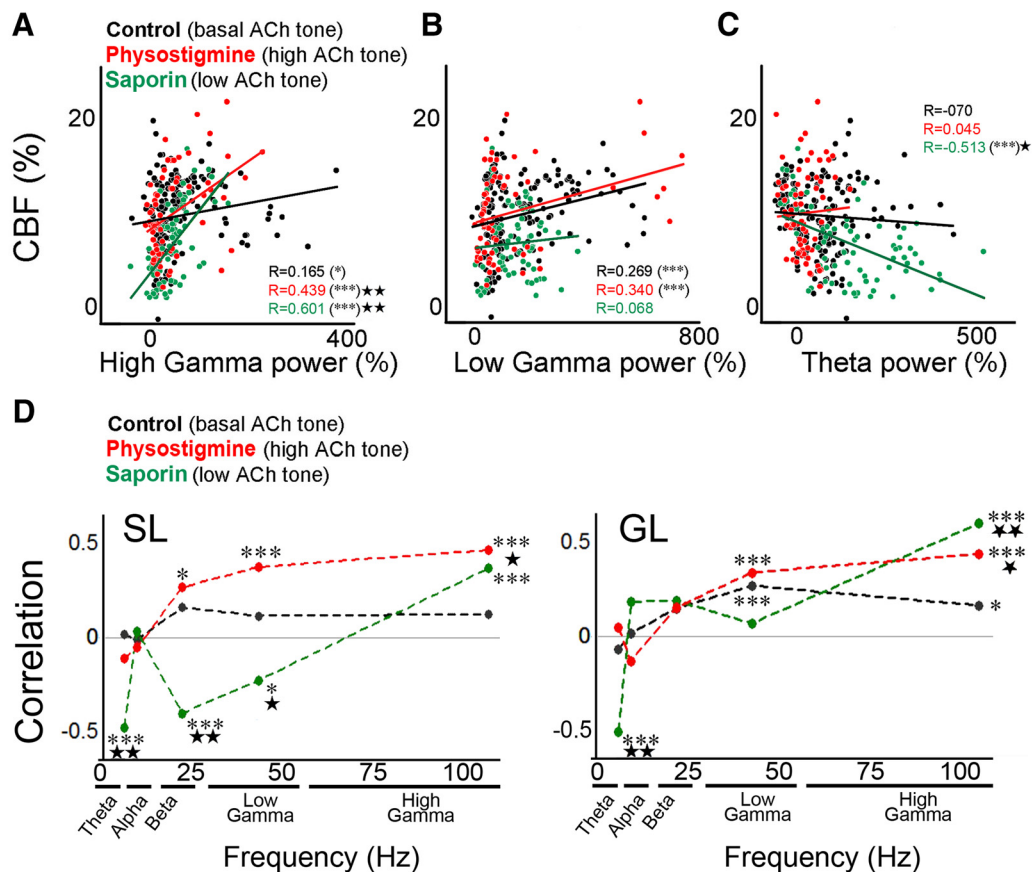 A
Control (basal ACh tone)
Physostigmine (high ACh tone)
Saporin (low ACh tone)
B
C
CBF (%)
20
0
R=0.165 (*)
R=0.439 (***)★★
R=0.601 (***)★★
0
400
High Gamma power (%)
20
0
R=0.269 (***)
R=0.340 (***)
R=0.068
0
800
Low Gamma power (%)
20
0
R=-070
R=0.045
R=-0.513 (***)★
0
500
Theta power (%)
D
Control (basal ACh tone)
Physostigmine (high ACh tone)
Saporin (low ACh tone)
Correlation
SL
0.5
0
-0.5
***
★★
*
***
★★
***
*
★
***
★
***
0
25
50
75
100
Theta
Alpha
Beta
Low
Gamma
High
Gamma
Frequency (Hz)
GL
0.5
0
-0.5
***
★★
***
***
***
★★
***
★
*
0
25
50
75
100
Theta
Alpha
Beta
Low
Gamma
High
Gamma
Frequency (Hz)